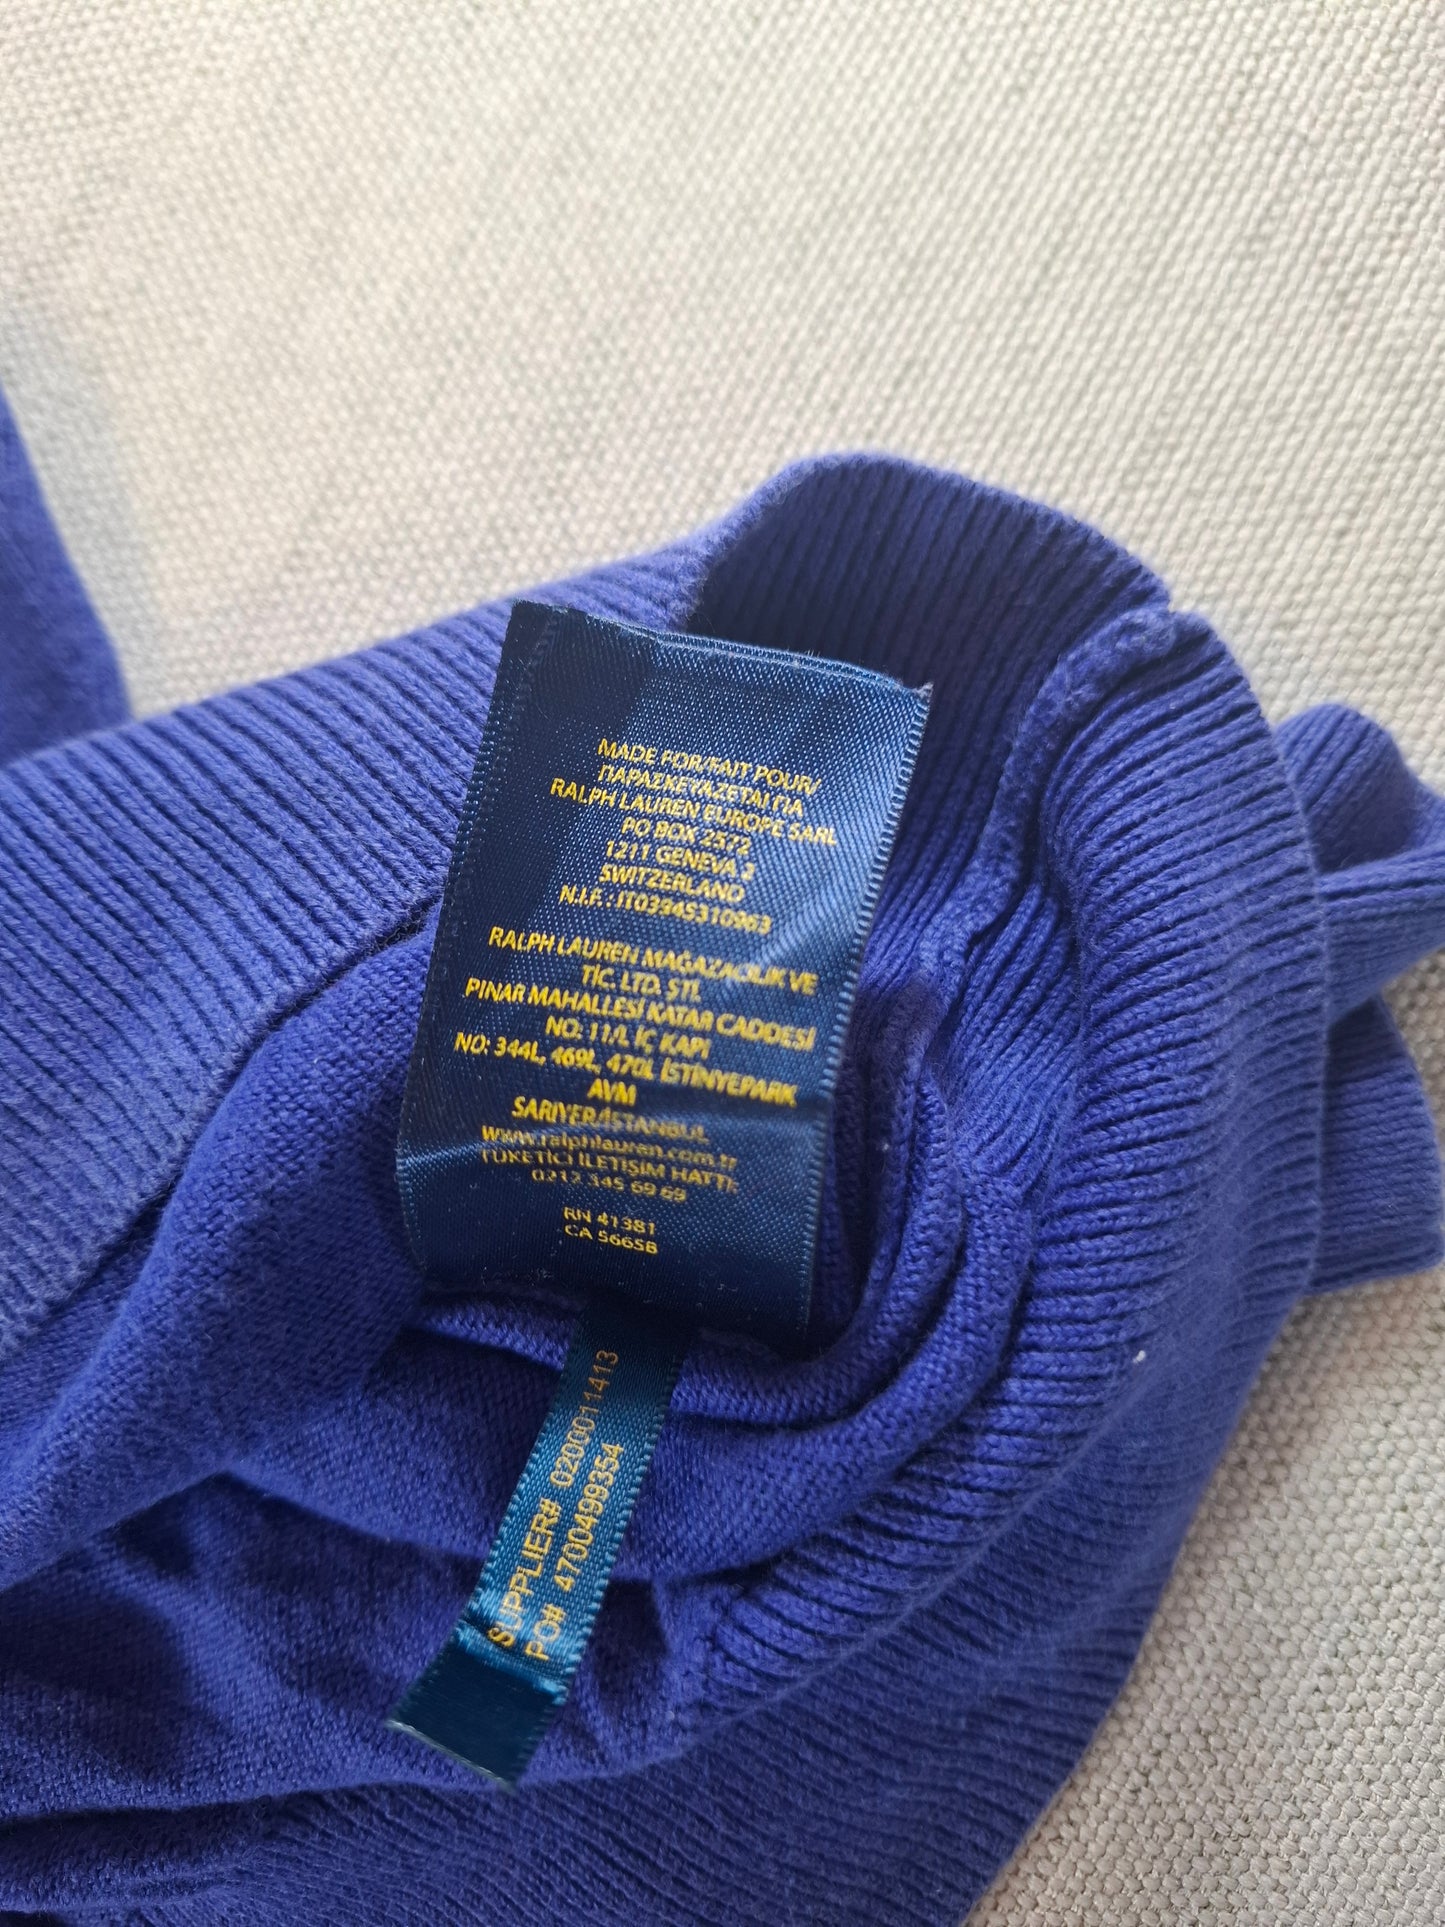 MADE FOR/FAIT POUR/
ΠΑΡΑΣΚΕΥΑΖΕΤΑΙ ΓΙΑ
RALPH LAUREN EUROPE SARL
PO BOX 2572
1211 GENEVA 2
SWITZERLAND
N.I.F.: IT03945310963
RALPH LAUREN MAĞAZACILIK VE
TİC. LTD. ŞTİ.
PINAR MAHALLESİ KATAR CADDESİ
NO: 11/L İÇ KAPI
NO: 344L, 469L, 470L İSTİNYEPARK
AVM
SARIYER/İSTANBUL
www.ralphlauren.com.tr
TÜKETİCİ İLETİŞİM HATTI:
0212 345 69 69
RN 41381
CA 56658
SUPPLIER# 0200011413
PO# 4700499354